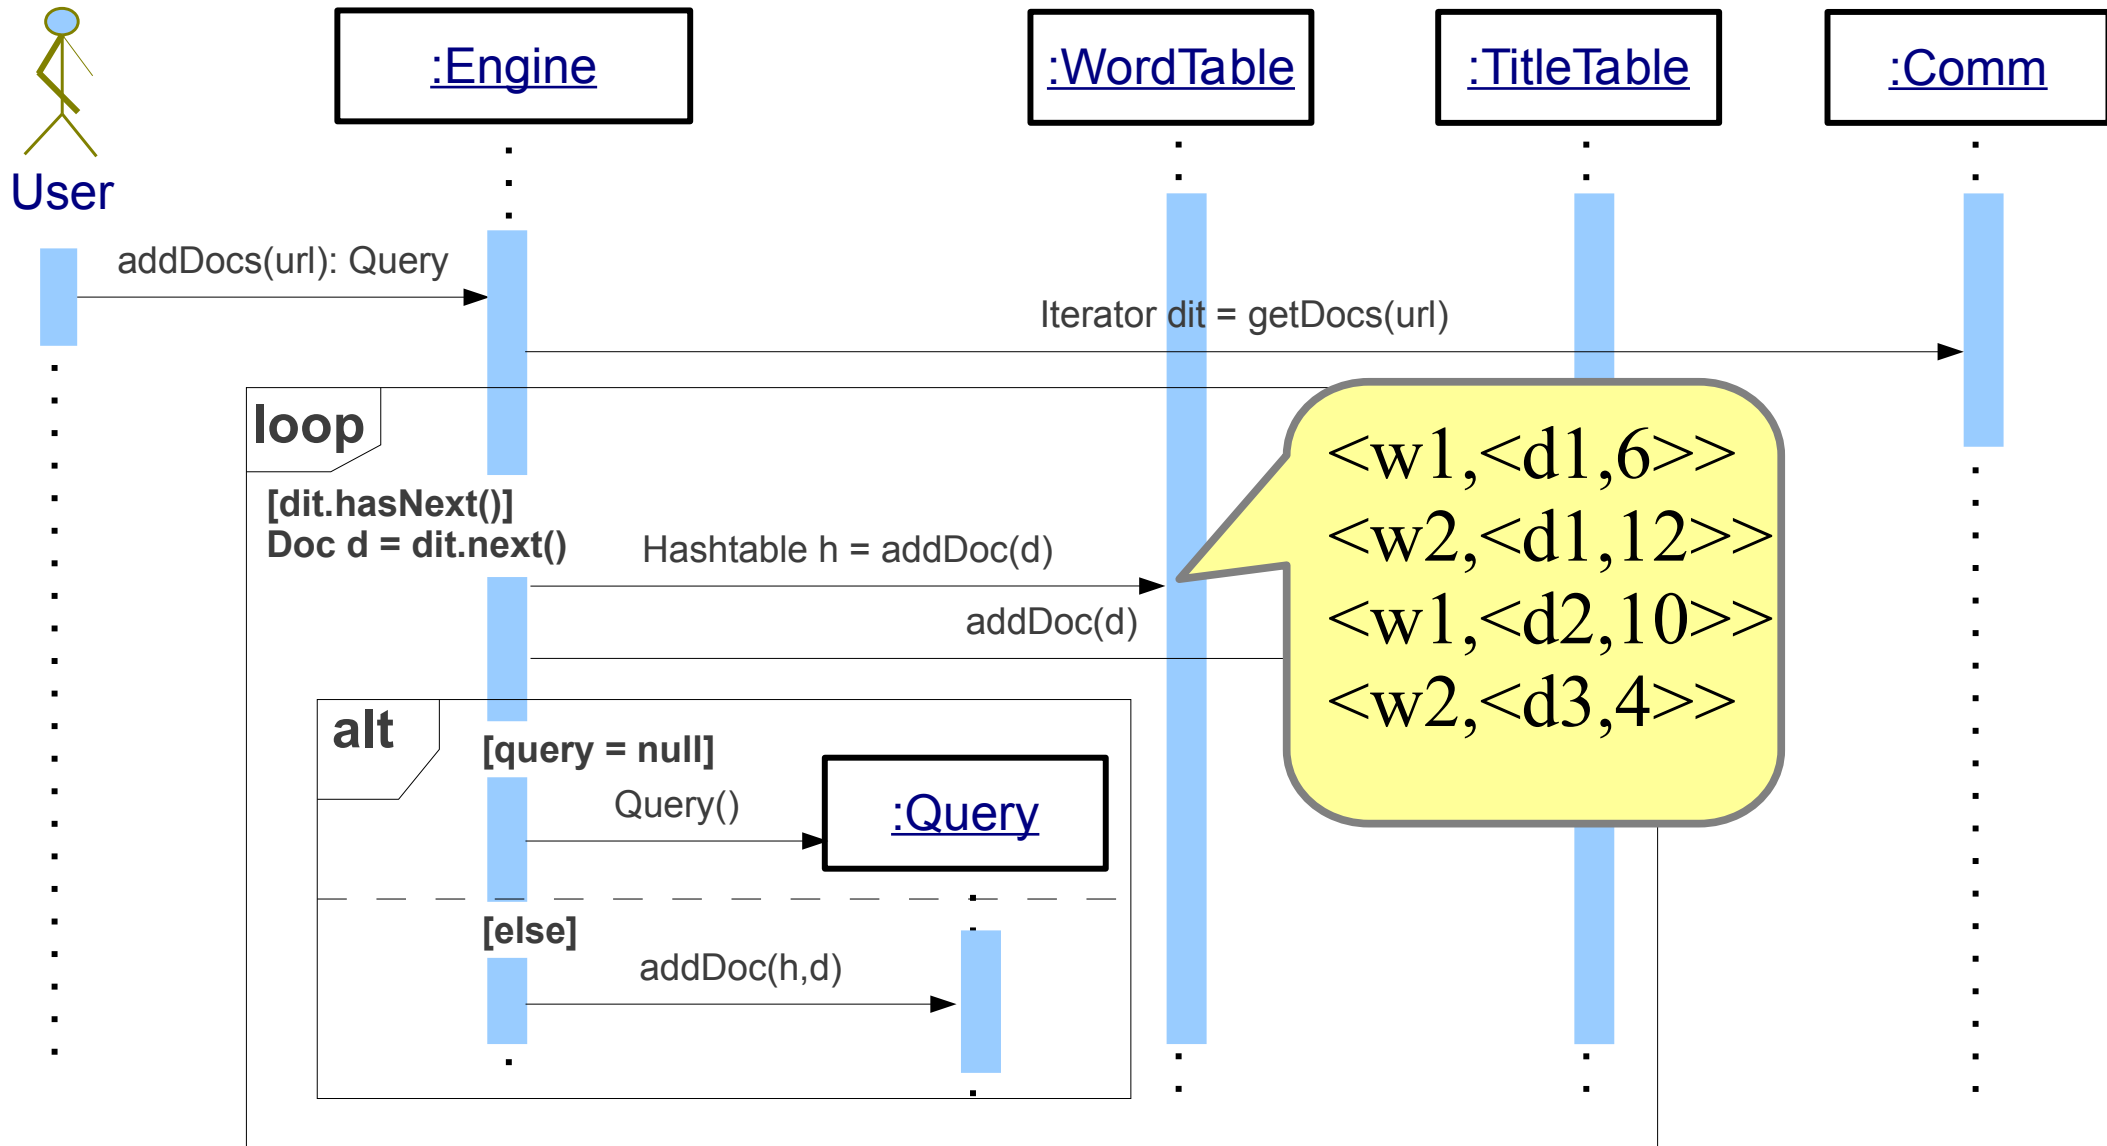 :Engine
:WordTable
:TitleTable
:Comm
User
addDocs(url): Query
Iterator dit = getDocs(url)
loop
[dit.hasNext()]
Doc d = dit.next()
Hashtable h = addDoc(d)
addDoc(d)
<w1,<d1,6>>
<w2,<d1,12>>
<w1,<d2,10>>
<w2,<d3,4>>
alt
[query = null]
Query()
:Query
[else]
addDoc(h,d)